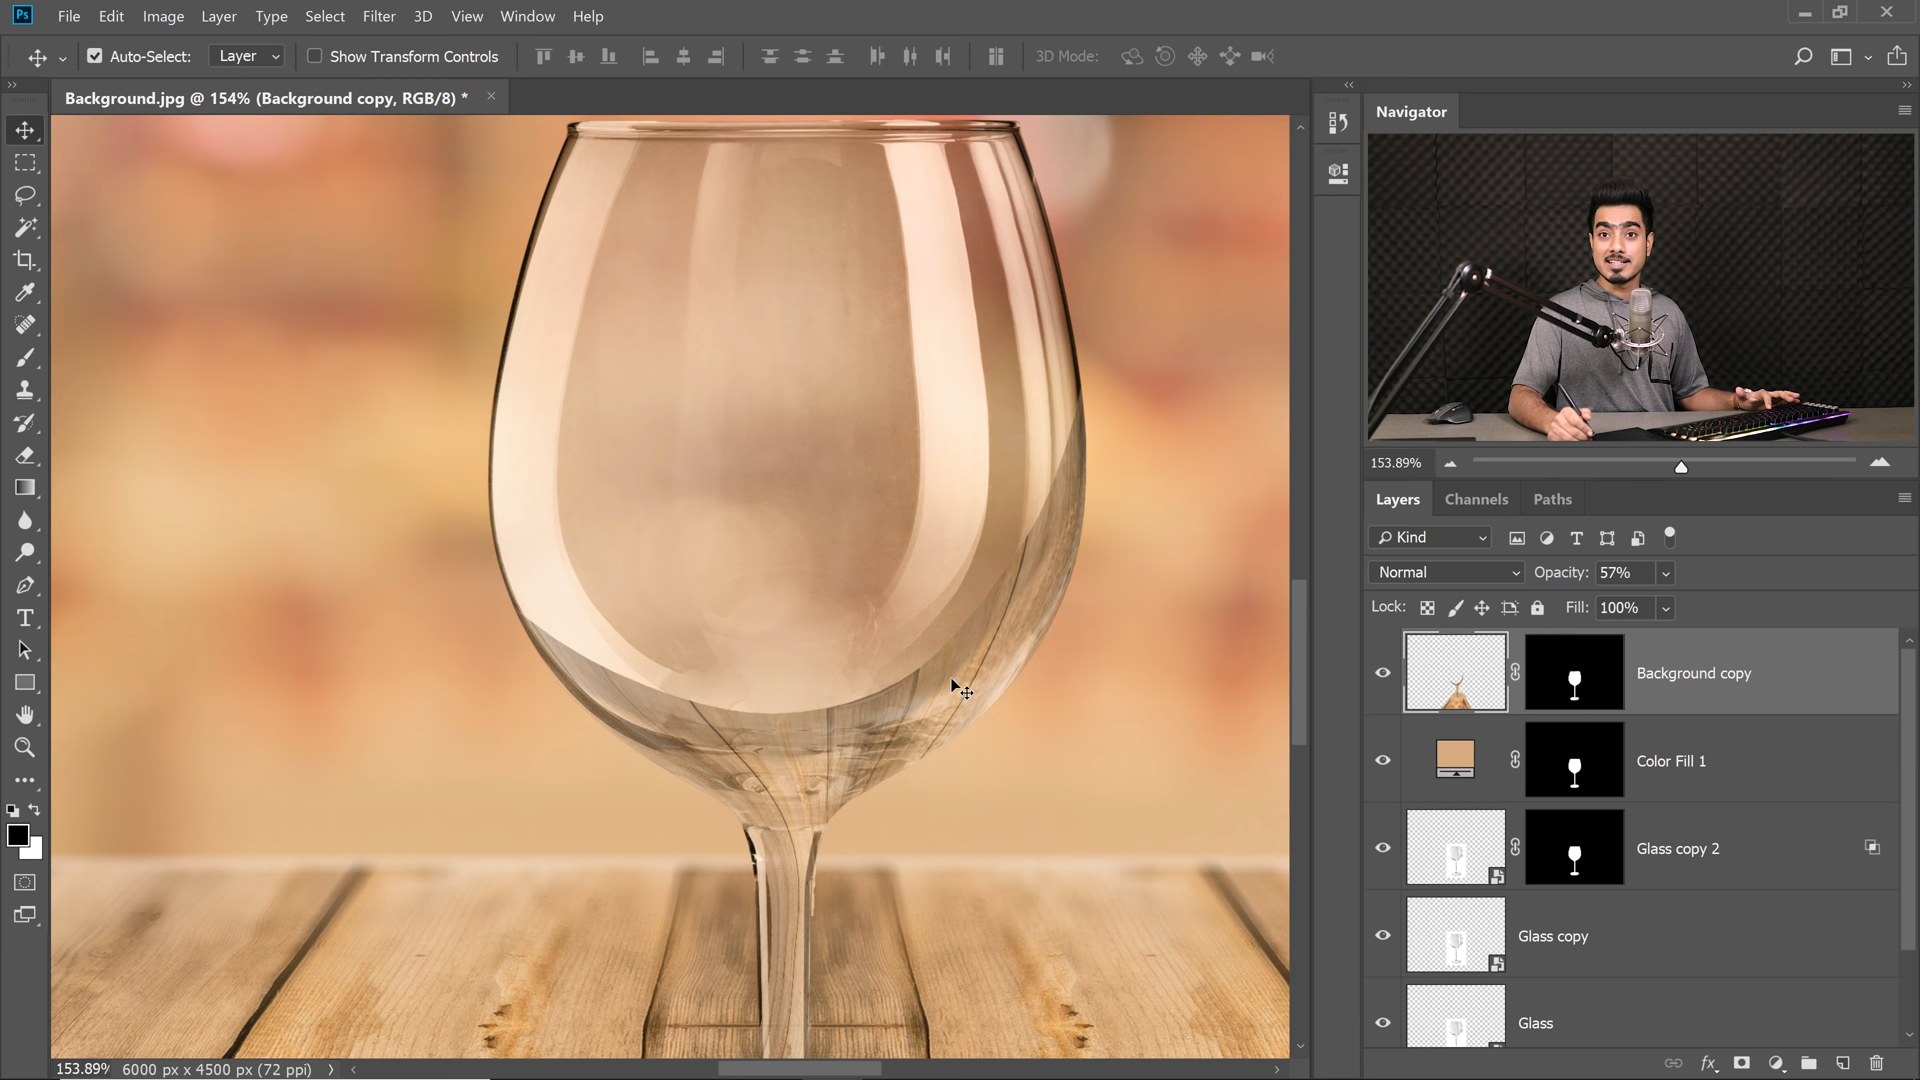 Ps File Edit Image Layer Type Select Filter 3D View Window Help
Auto-Select: Layer Show Transform Controls 3D Mode:
Background.jpg @ 154% (Background copy, RGB/8) *
Navigator
153.89%
Layers Channels Paths
Kind
Normal Opacity: 57%
Lock: Fill: 100%
Background copy
Color Fill 1
Glass copy 2
Glass copy
Glass
fx
153.89% 6000 px x 4500 px (72 ppi)